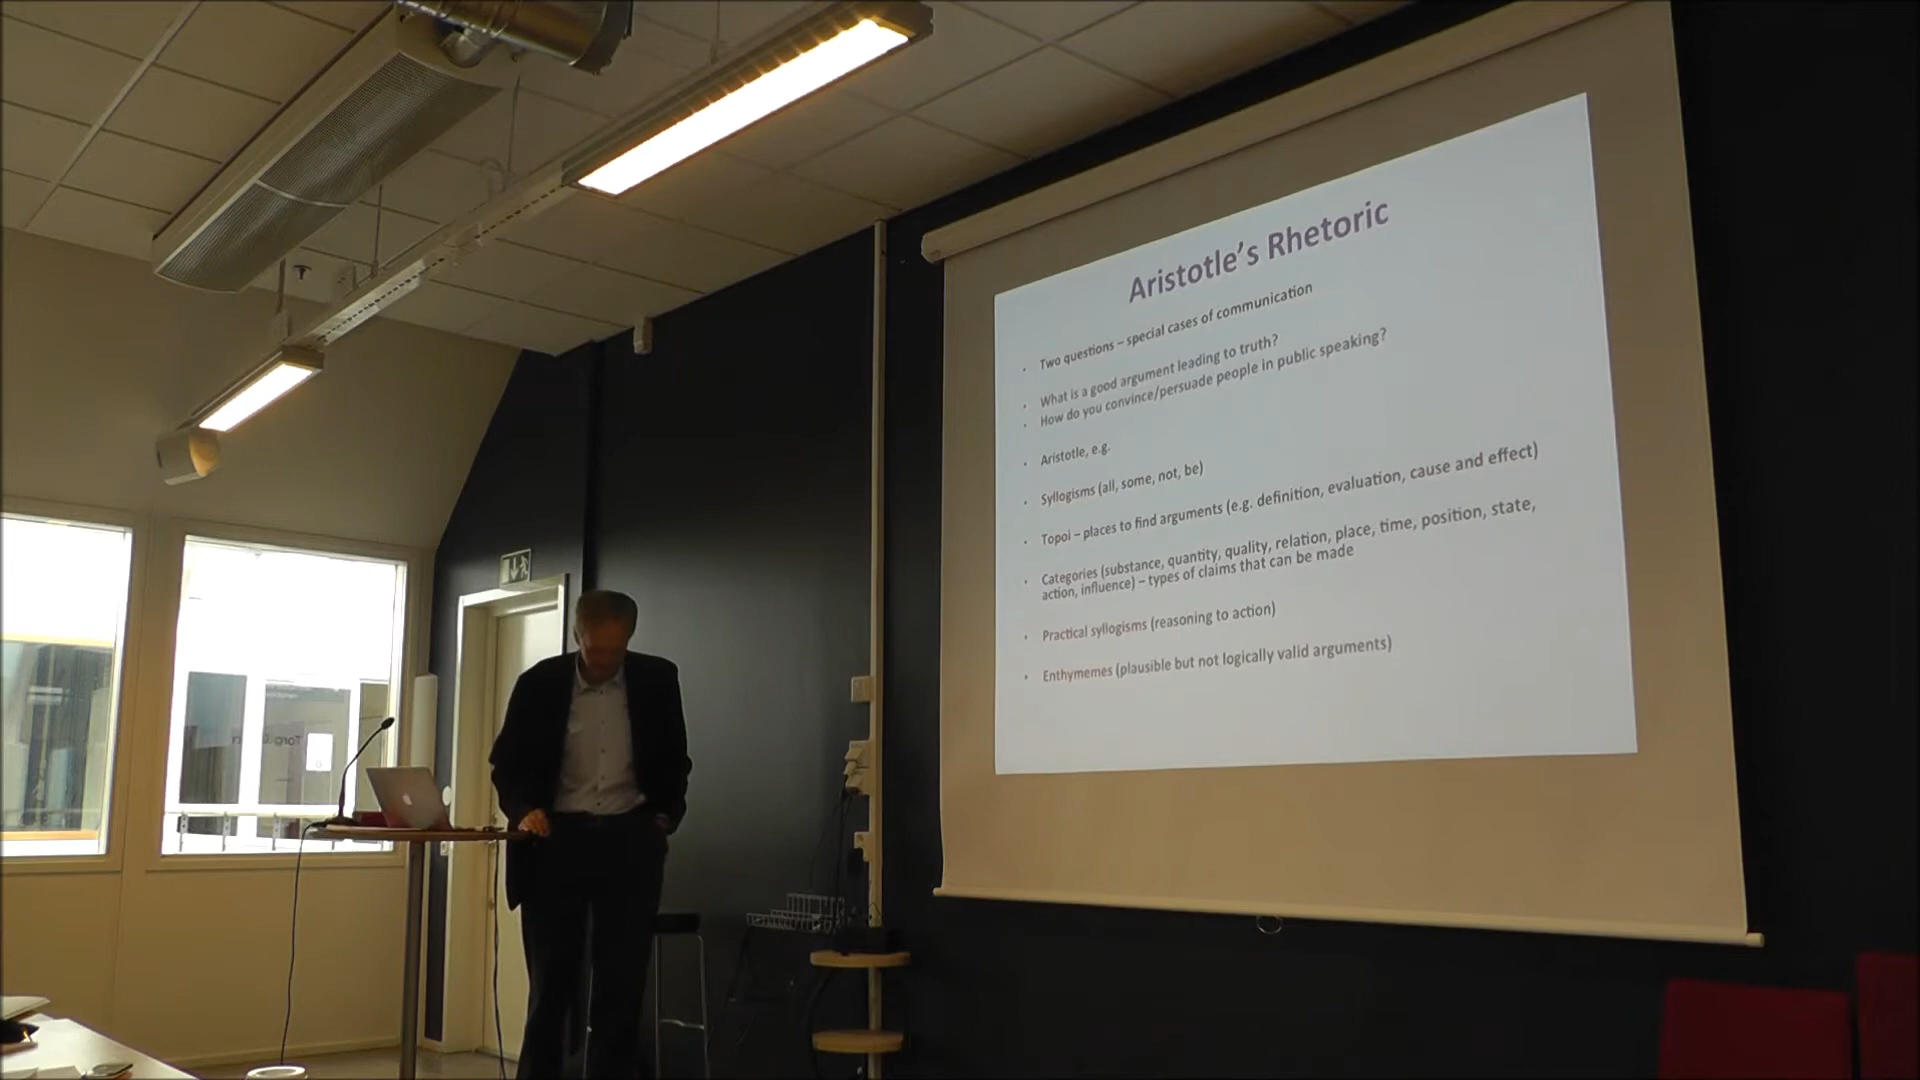 Aristotle's Rhetoric
• Two questions – special cases of communication
• What is a good argument leading to truth?
• How do you convince/persuade people in public speaking?
• Aristotle, e.g.
• Syllogisms (all, some, not, be)
• Topoi – places to find arguments (e.g. definition, evaluation, cause and effect)
• Categories (substance, quantity, quality, relation, place, time, position, state,
action, influence) – types of claims that can be made
• Practical syllogisms (reasoning to action)
• Enthymemes (plausible but not logically valid arguments)